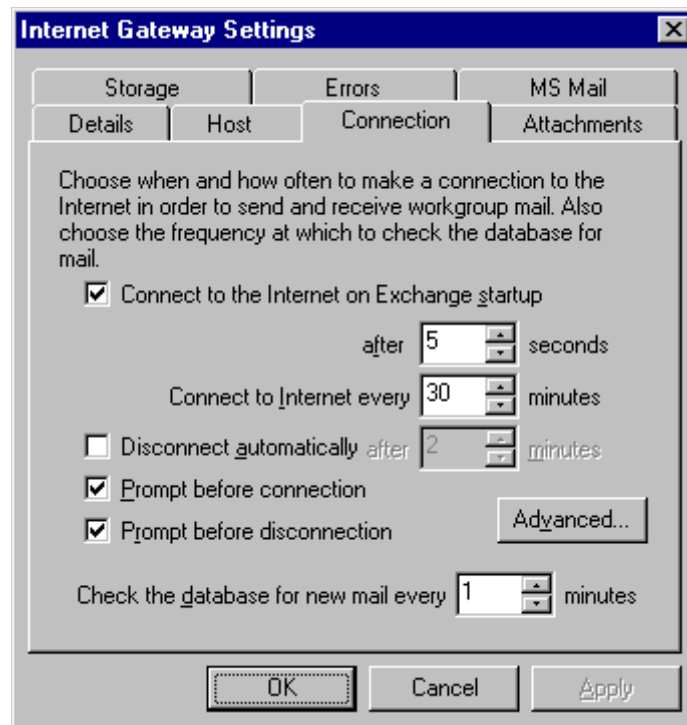 Internet Gateway Settings
Storage Errors MS Mail
Details Host Connection Attachments
Choose when and how often to make a connection to the
Internet in order to send and receive workgroup mail. Also
choose the frequency at which to check the database for
mail.
Connect to the Internet on Exchange startup
after 5 seconds
Connect to Internet every 30 minutes
Disconnect automatically after 2 minutes
Prompt before connection
Prompt before disconnection
Advanced...
Check the database for new mail every 1 minutes
OK Cancel Apply